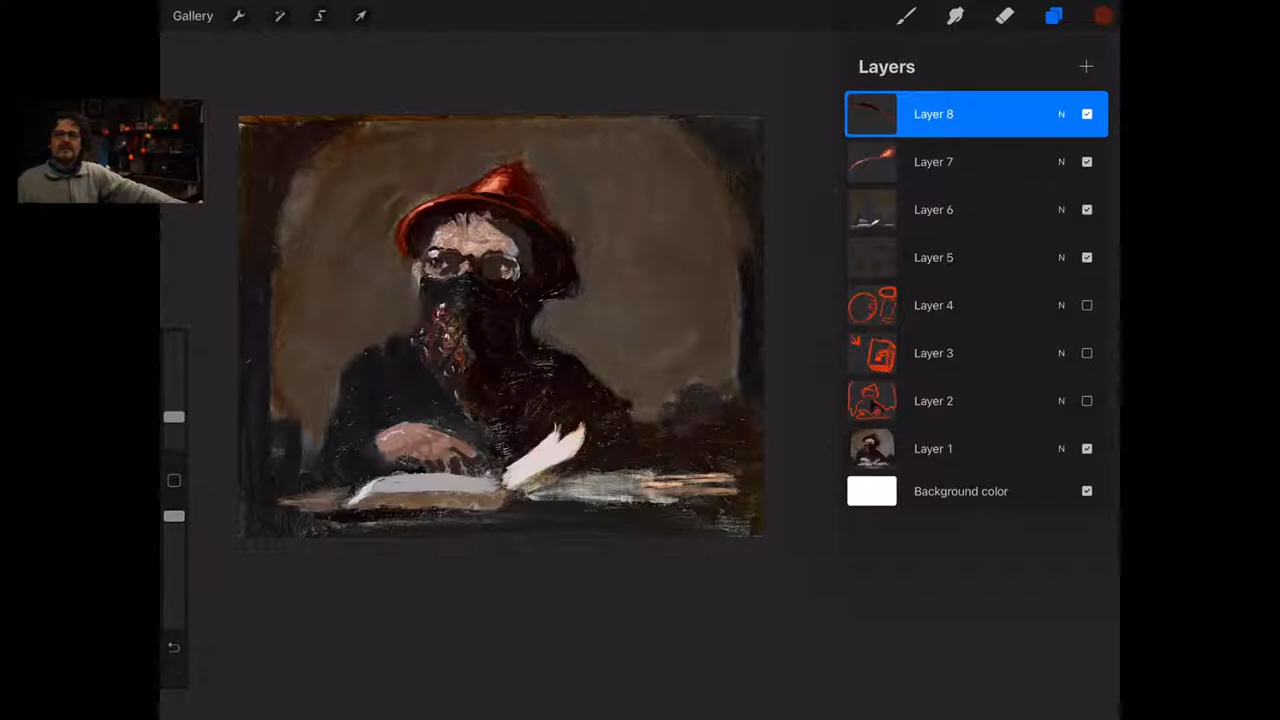 Gallery
Layers
Layer 8 N
Layer 7 N
Layer 6 N
Layer 5 N
Layer 4 N
Layer 3 N
Layer 2 N
Layer 1 N
Background color